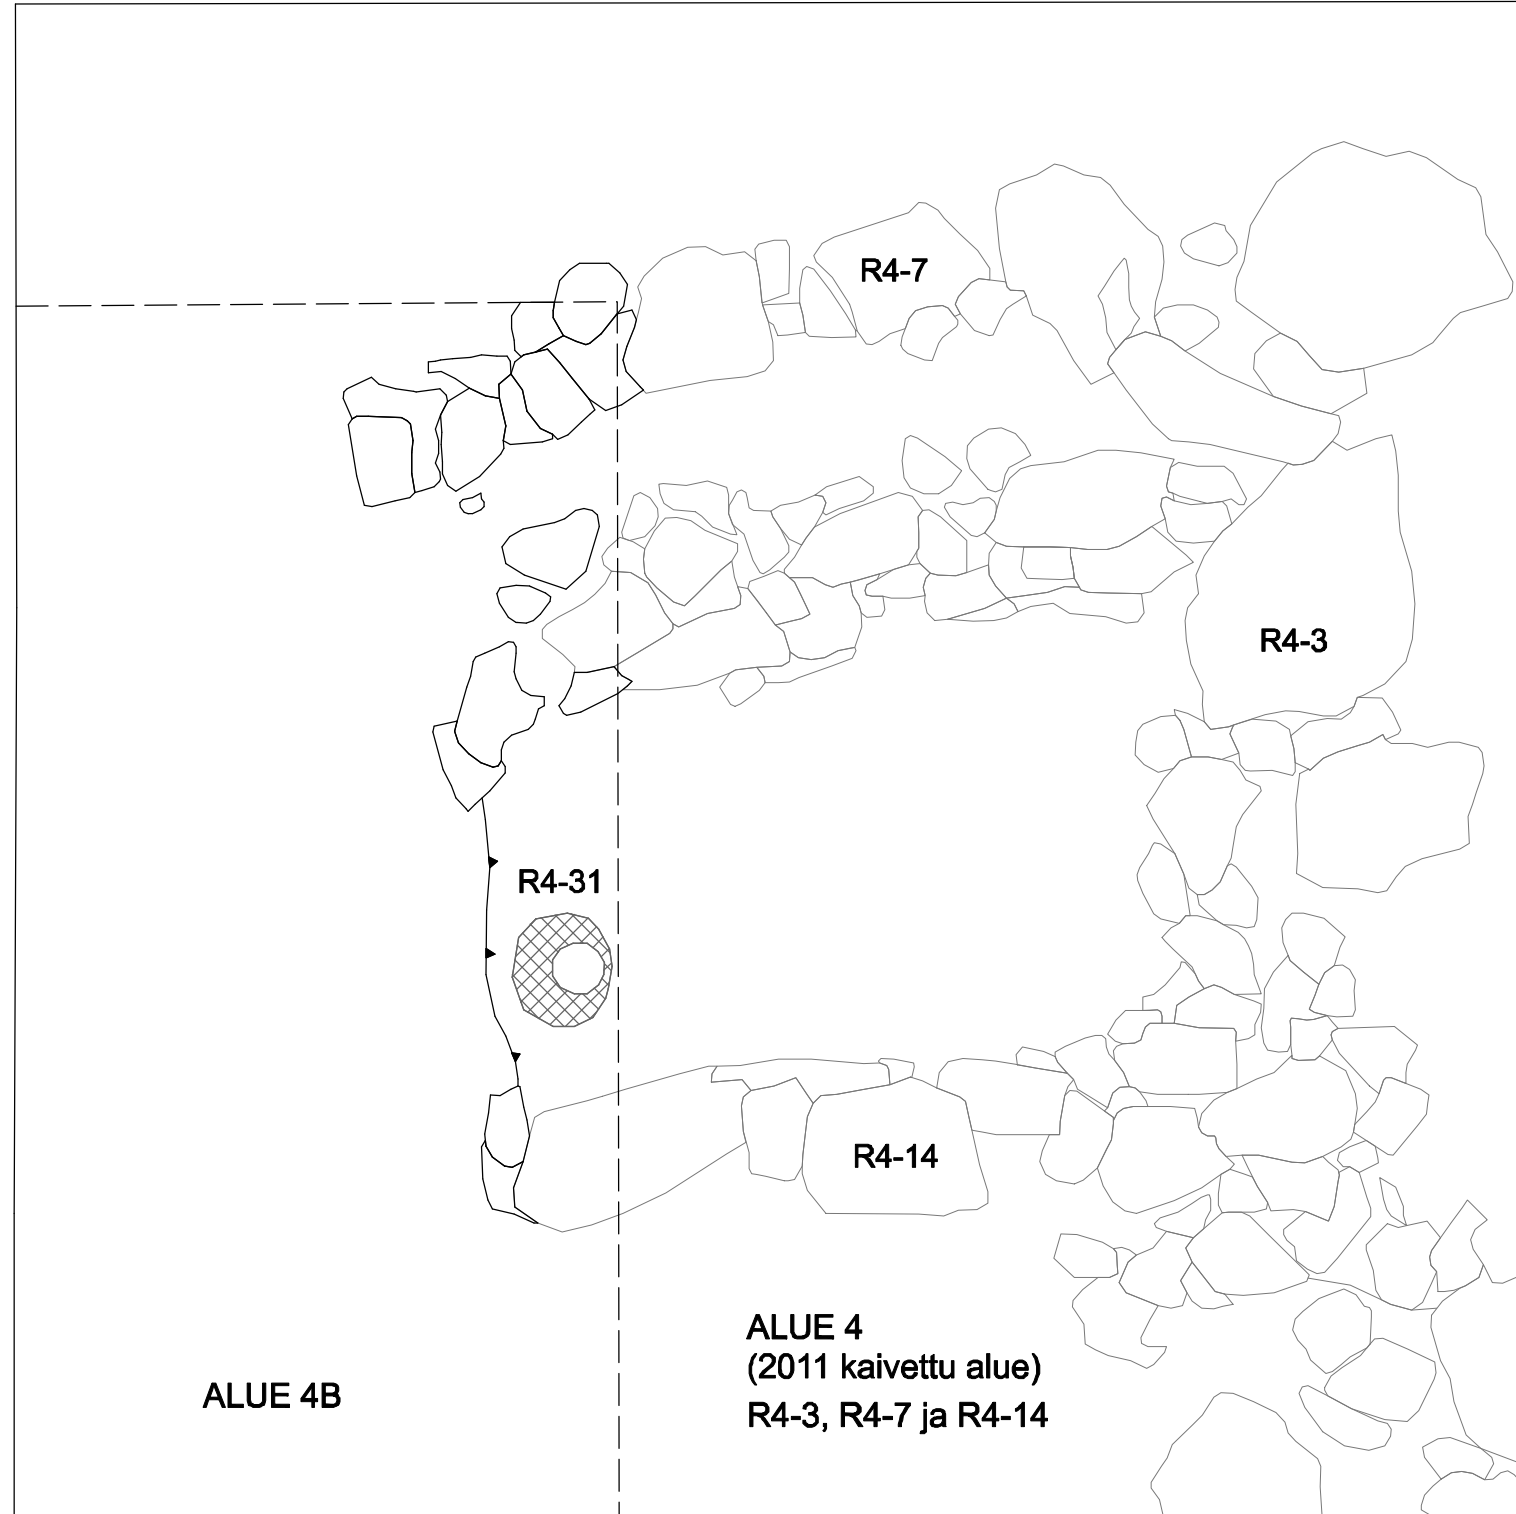 R4-7
R4-3
R4-31
R4-14
ALUE 4
(2011 kaivettu alue)
R4-3, R4-7 ja R4-14
ALUE 4B